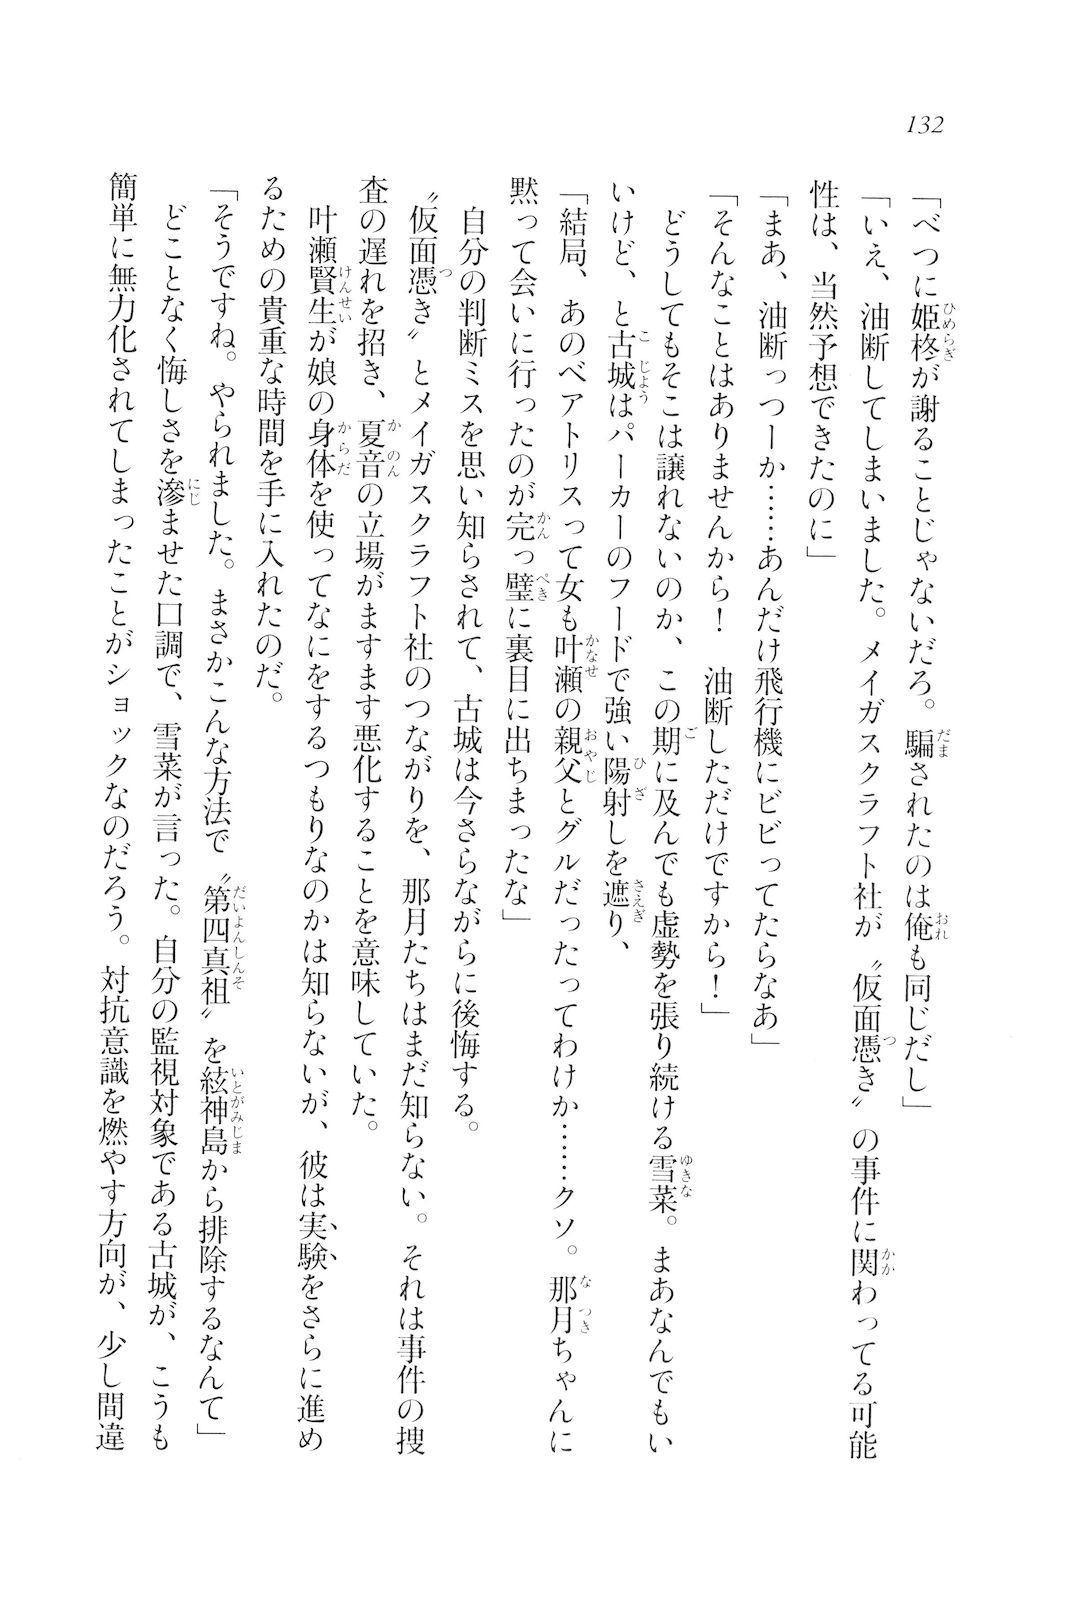 132
「べつに姫柊が謝ることじゃないだろ。騙されたのは俺も同じだし」
「いえ、油断してしまいました。メイガスクラフト社が〝仮面憑き〟の事件に関わってる可能
性は、当然予想できたのに」
「まあ、油断っつーか……あんだけ飛行機にビビってたらなあ」
「そんなことはありませんから！　油断しただけですから！」
　どうしてもそこは譲れないのか、この期に及んでも虚勢を張り続ける雪菜。まあなんでもい
いけど、と古城はパーカーのフードで強い陽射しを遮り、
「結局、あのベアトリスって女も叶瀬の親父とグルだったってわけか……クソ。那月ちゃんに
黙って会いに行ったのが完っ璧に裏目に出ちまったな」
　自分の判断ミスを思い知らされて、古城は今さらながらに後悔する。
〝仮面憑き〟とメイガスクラフト社のつながりを、那月たちはまだ知らない。それは事件の捜
査の遅れを招き、夏音の立場がますます悪化することを意味していた。
　叶瀬賢生が娘の身体を使ってなにをするつもりなのかは知らないが、彼は実験をさらに進め
るための貴重な時間を手に入れたのだ。
「そうですね。やられました。まさかこんな方法で〝第四真祖〟を絃神島から排除するなんて」
　どことなく悔しさを滲ませた口調で、雪菜が言った。自分の監視対象である古城が、こうも
簡単に無力化されてしまったことがショックなのだろう。対抗意識を燃やす方向が、少し間違